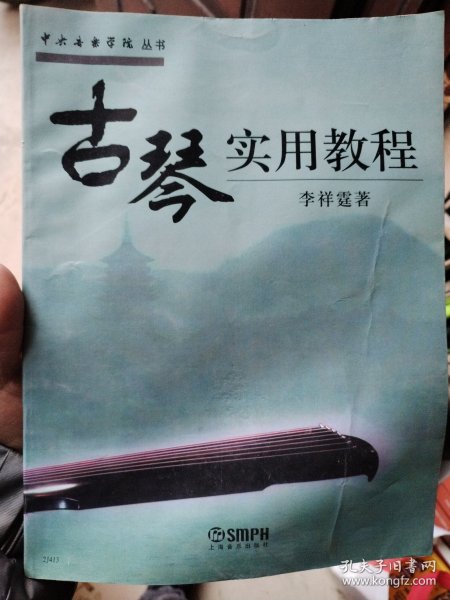 中央音乐学院 丛书
古琴 实用教程
李祥霆著
SMPH
上海音乐出版社
21413
孔夫子旧书网
www.kongfz.com